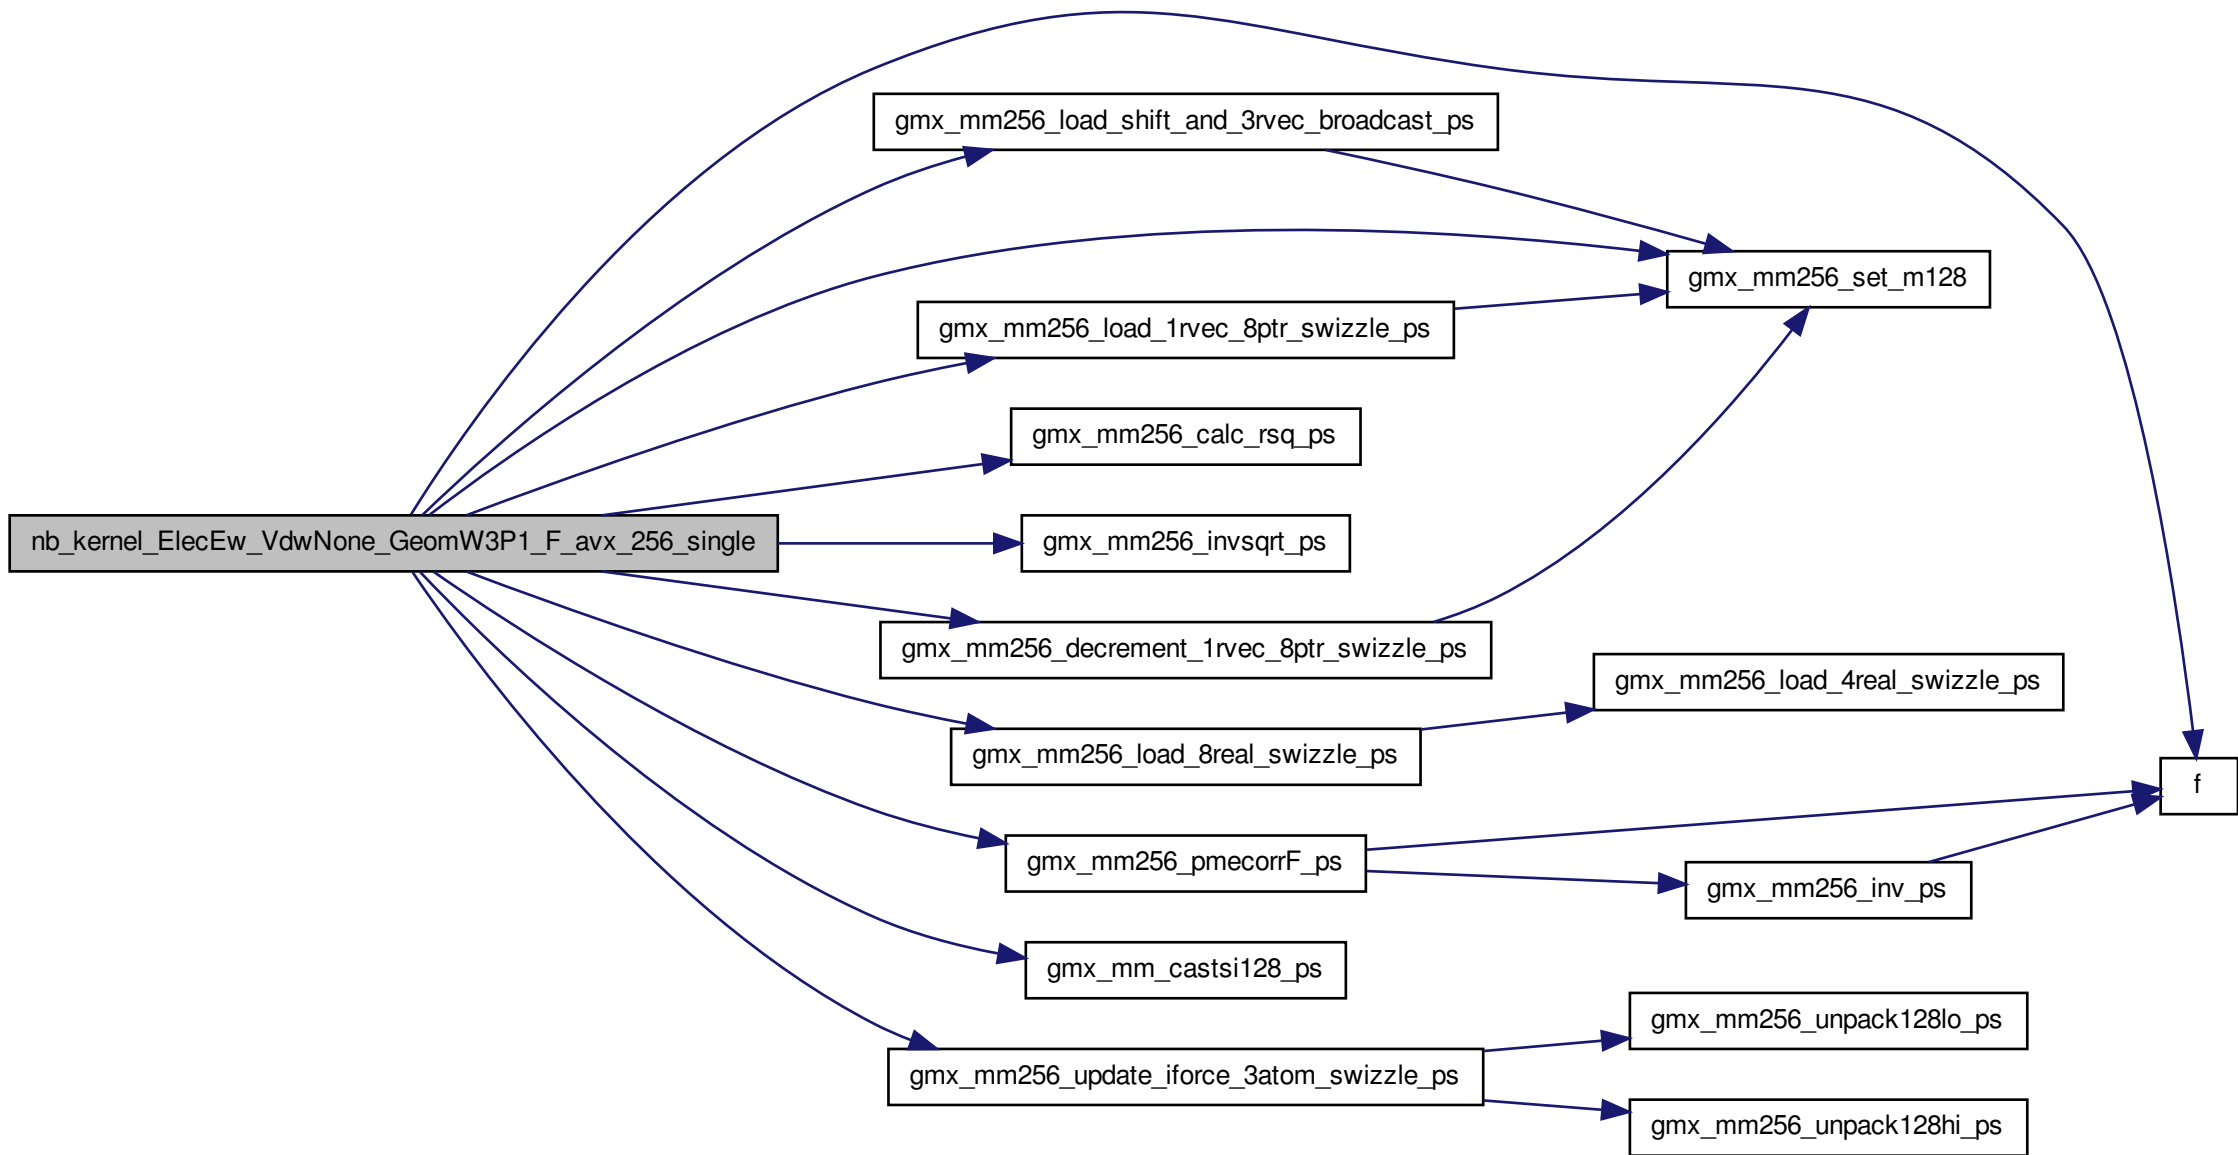 gmx_mm256_load_shift_and_3rvec_broadcast_ps
gmx_mm256_set_m128
gmx_mm256_load_1rvec_8ptr_swizzle_ps
gmx_mm256_calc_rsq_ps
nb_kernel_ElecEw_VdwNone_GeomW3P1_F_avx_256_single
gmx_mm256_invsqrt_ps
gmx_mm256_decrement_1rvec_8ptr_swizzle_ps
gmx_mm256_load_4real_swizzle_ps
gmx_mm256_load_8real_swizzle_ps
f
gmx_mm256_pmecorrF_ps
gmx_mm256_inv_ps
gmx_mm_castsi128_ps
gmx_mm256_unpack128lo_ps
gmx_mm256_update_iforce_3atom_swizzle_ps
gmx_mm256_unpack128hi_ps